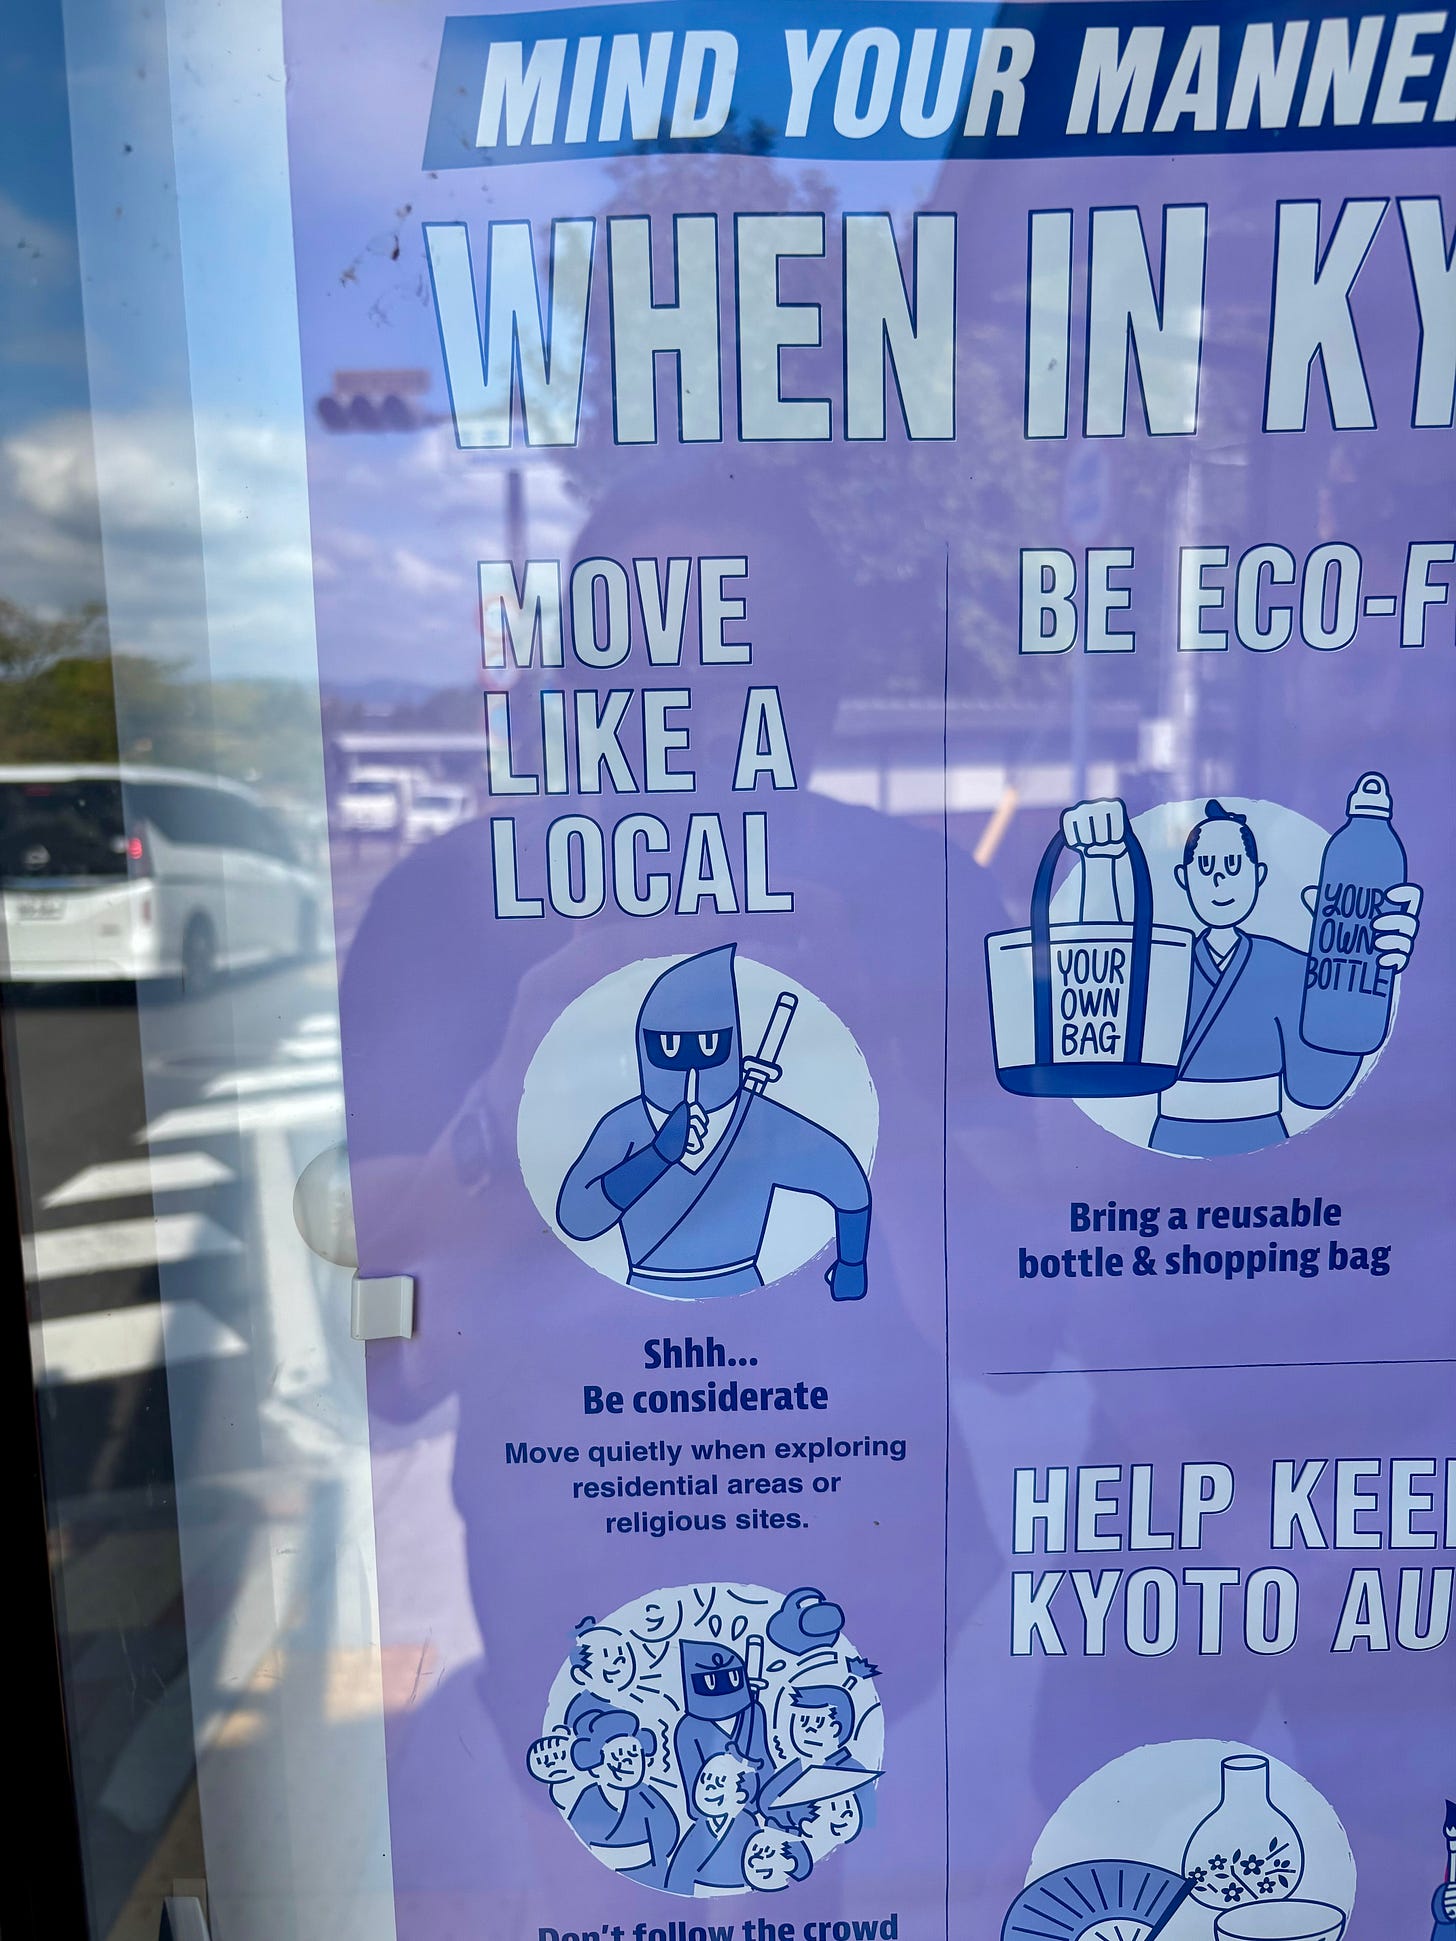 MIND YOUR MANNE
WHEN IN KY
MOVE
LIKE A
LOCAL
Shhh...
Be considerate
Move quietly when exploring
residential areas or
religious sites.
Don't follow the crowd
BE ECO-F
YOUR
OWN
BAG
YOUR
OWN
BOTTLE
Bring a reusable
bottle & shopping bag
HELP KEE
KYOTO AU